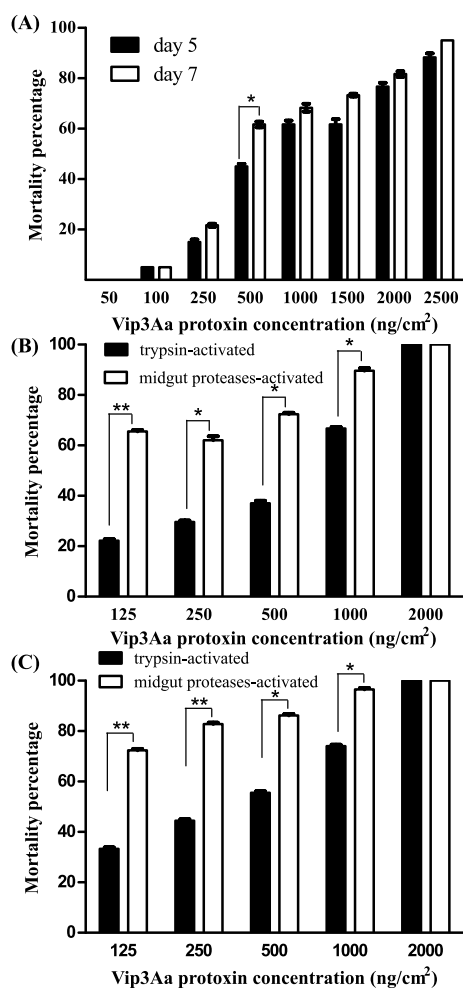 (A)
day 5
day 7
Mortality percentage
100
80
60
40
20
*
50 100 250 500 1000 1500 2000 2500
Vip3Aa protoxin concentration (ng/cm²)
(B)
trypsin-activated
midgut proteases-activated
Mortality percentage
100
80
60
40
20
0
** * * *
125 250 500 1000 2000
Vip3Aa protoxin concentration (ng/cm²)
(C)
trypsin-activated
midgut proteases-activated
Mortality percentage
100
80
60
40
20
0
** ** * *
125 250 500 1000 2000
Vip3Aa protoxin concentration (ng/cm²)